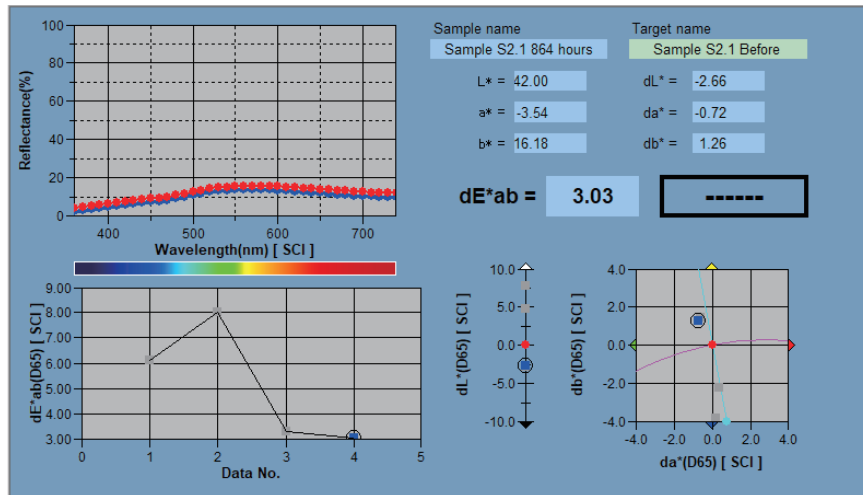 Sample name
Target name
Sample S2.1 864 hours
Sample S2.1 Before
L* = 42.00
dL* = -2.66
a* = -3.54
da* = -0.72
b* = 16.18
db* = 1.26
dE*ab = 3.03
------
Reflectance(%)
100
80
60
40
20
0
400 500 600 700
Wavelength(nm) [ SCI ]
dE*ab(D65) [ SCI ]
9.00
8.00
7.00
6.00
5.00
4.00
3.00
0 1 2 3 4 5
Data No.
dL*(D65) [ SCI ]
10.0
5.0
0.0
-5.0
-10.0
db*(D65) [ SCI ]
4.0
2.0
0.0
-2.0
-4.0
-4.0 -2.0 0.0 2.0 4.0
da*(D65) [ SCI ]